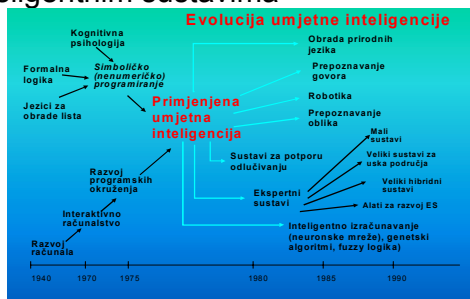 eligentnim sustavima
Evolucija umjetne inteligencije
Kognitivna
psihologija
Formalna
logika
Simboličko
(nenumeričko)
programiranje
Jezici za
obrade lista
Primjenjena
umjetna
inteligencija
Obrada prirodnih
jezika
Prepoznavanje
govora
Robotika
Prepoznavanje
oblika
Sustavi za potporu
odlučivanju
Mali
sustavi
Veliki sustavi za
uska područja
Veliki hibridni
sustavi
Alati za razvoj ES
Ekspertni
sustavi
Inteligentno izračunavanje
(neuronske mreže), genetski
algoritmi, fuzzy logika)
Razvoj
programskih
okruženja
Interaktivno
računalstvo
Razvoj
računala
1940 1970 1975 1980 1985 1990